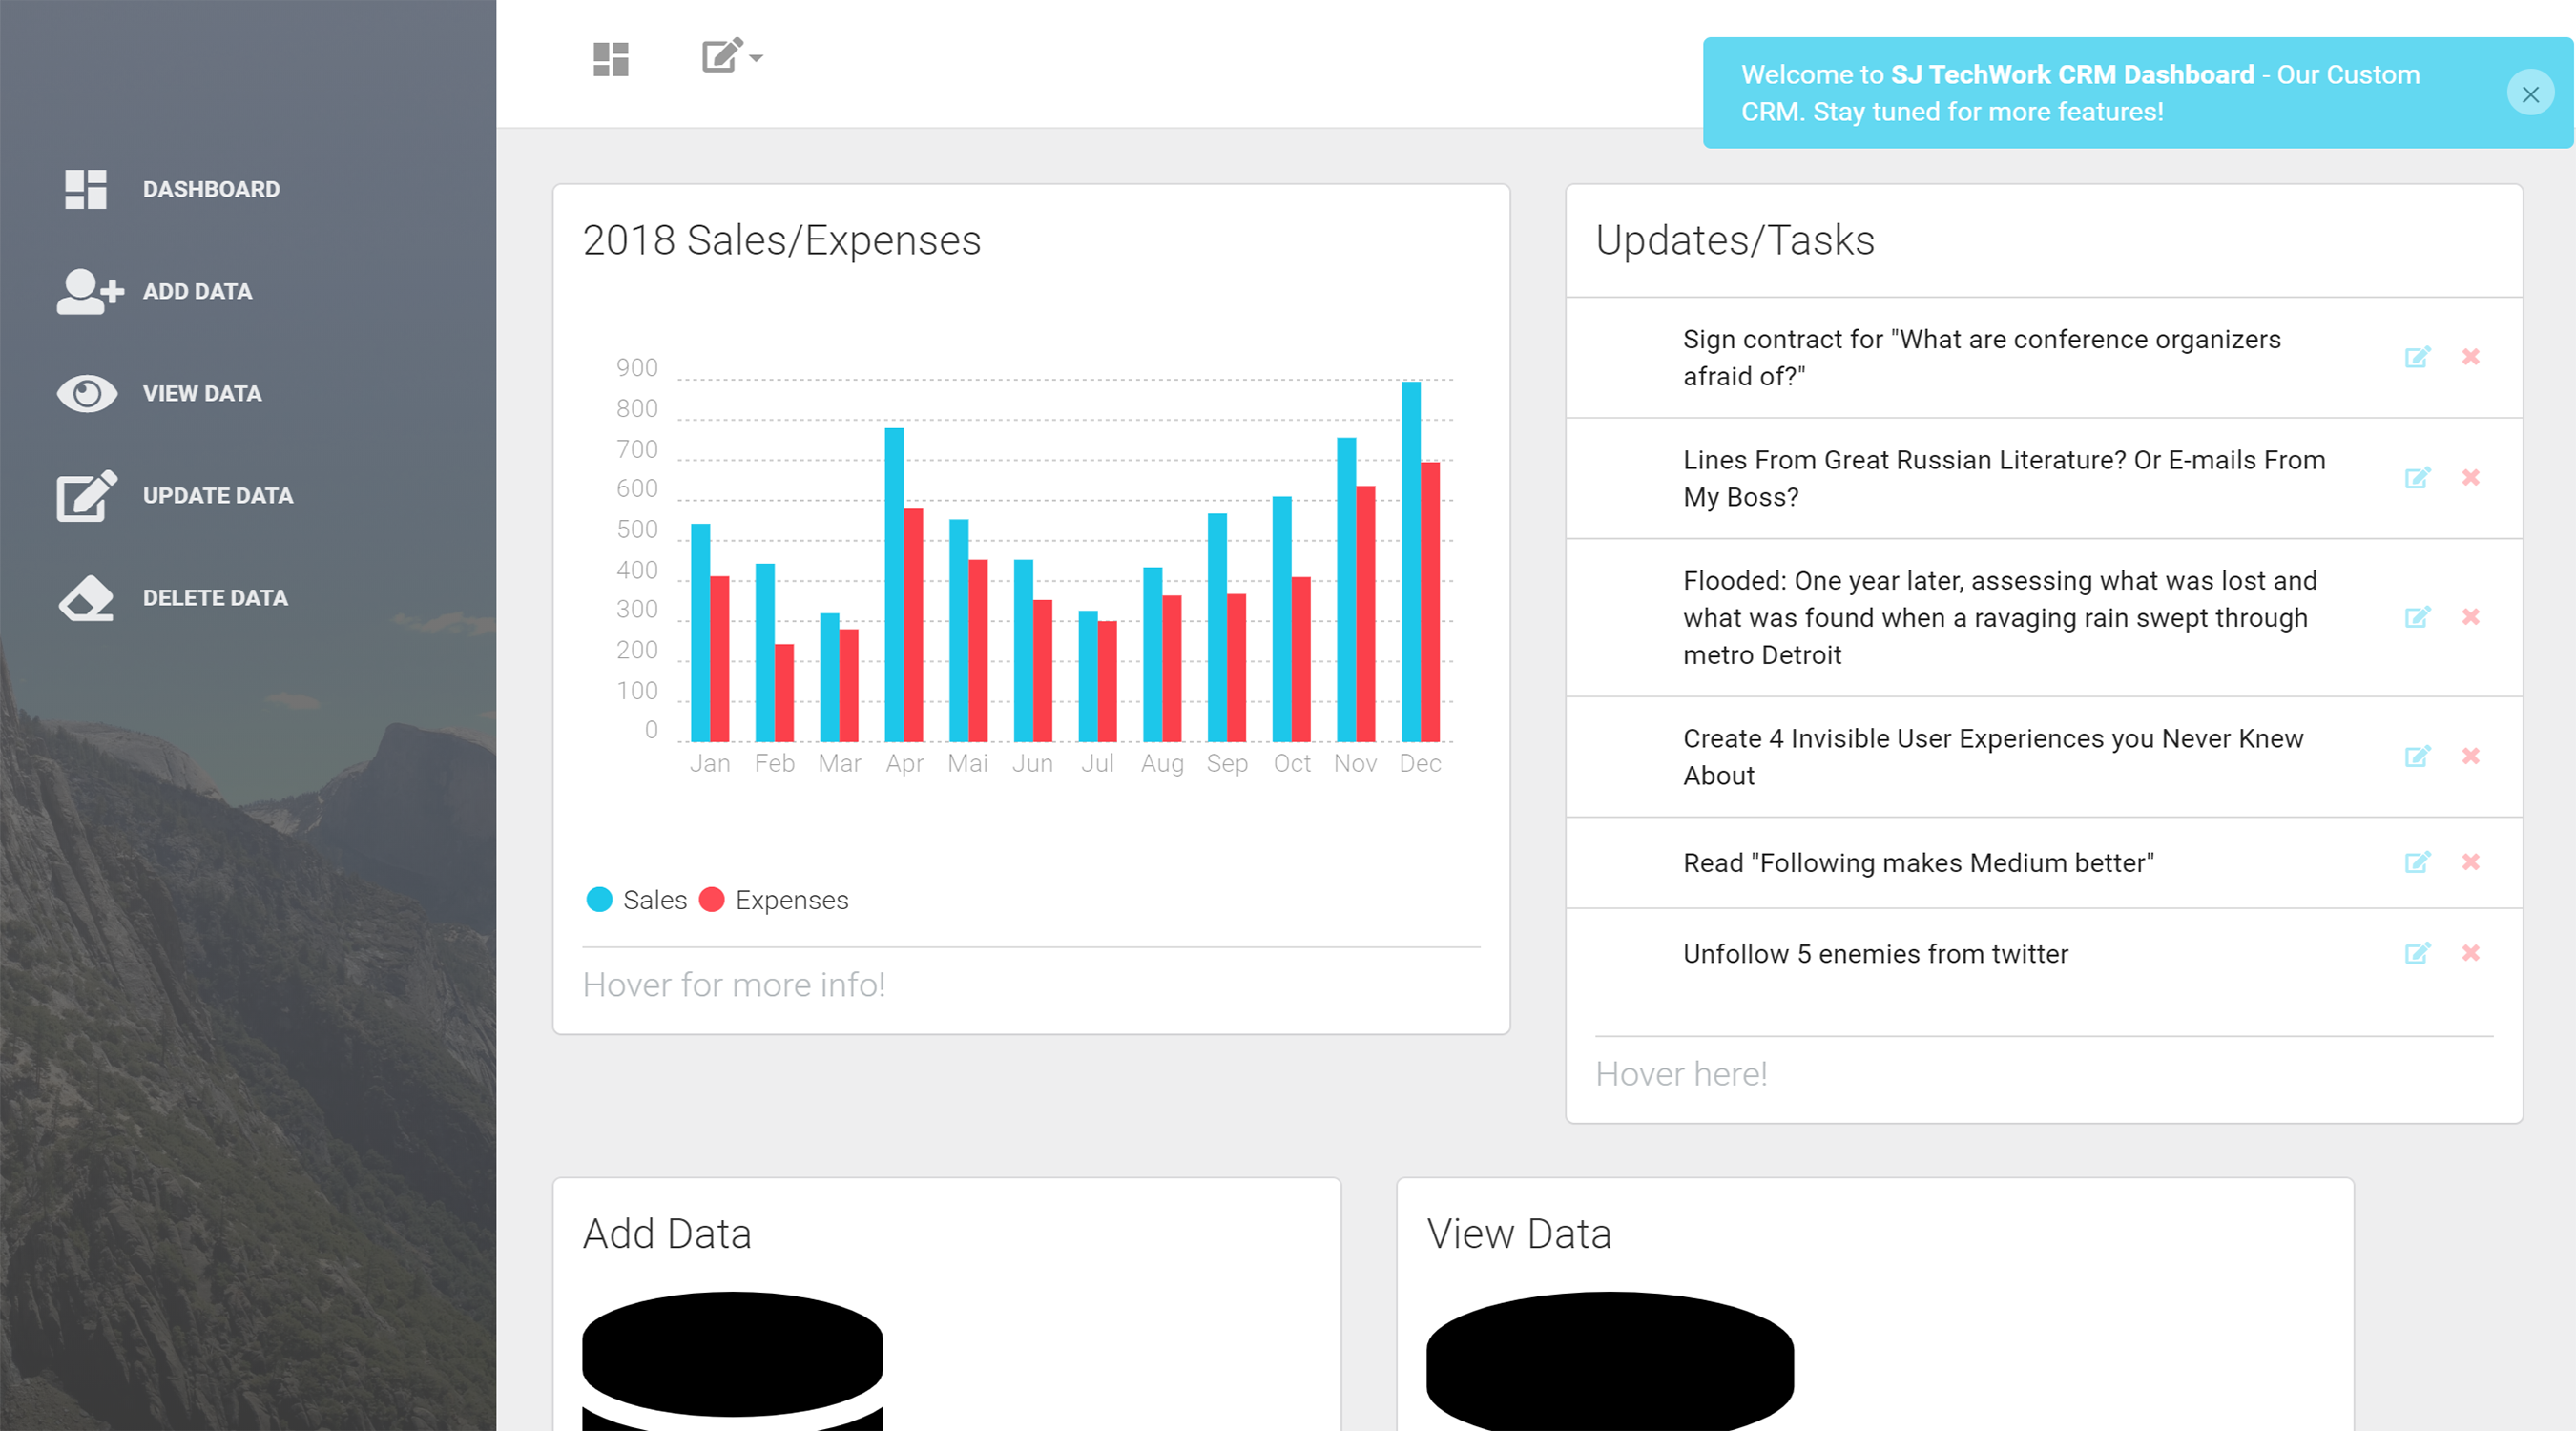 Welcome to SJ TechWork CRM Dashboard - Our Custom
CRM. Stay tuned for more features!
DASHBOARD
ADD DATA
VIEW DATA
UPDATE DATA
DELETE DATA
2018 Sales/Expenses
900
800
700
600
500
400
300
200
100
0
Jan Feb Mar Apr Mai Jun Jul Aug Sep Oct Nov Dec
Sales Expenses
Hover for more info!
Updates/Tasks
Sign contract for "What are conference organizers
afraid of?"
Lines From Great Russian Literature? Or E-mails From
My Boss?
Flooded: One year later, assessing what was lost and
what was found when a ravaging rain swept through
metro Detroit
Create 4 Invisible User Experiences you Never Knew
About
Read "Following makes Medium better"
Unfollow 5 enemies from twitter
Hover here!
Add Data
View Data